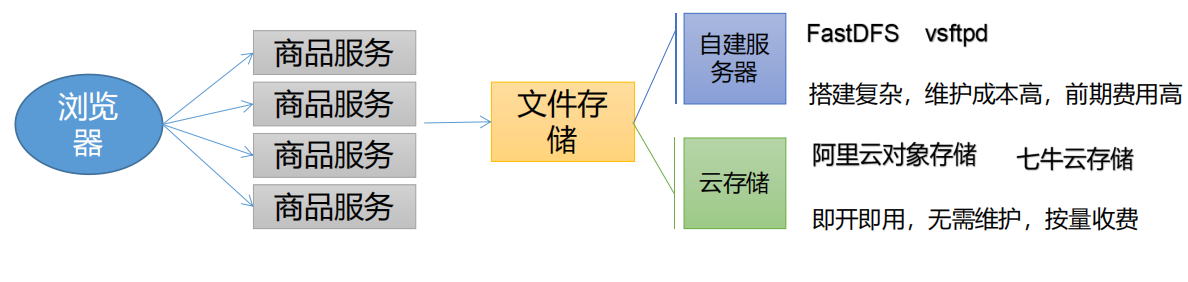 浏览
器
商品服务
商品服务
商品服务
商品服务
文件存
储
自建服
务器
FastDFS vsftpd
搭建复杂，维护成本高，前期费用高
云存储
阿里云对象存储 七牛云存储
即开即用，无需维护，按量收费